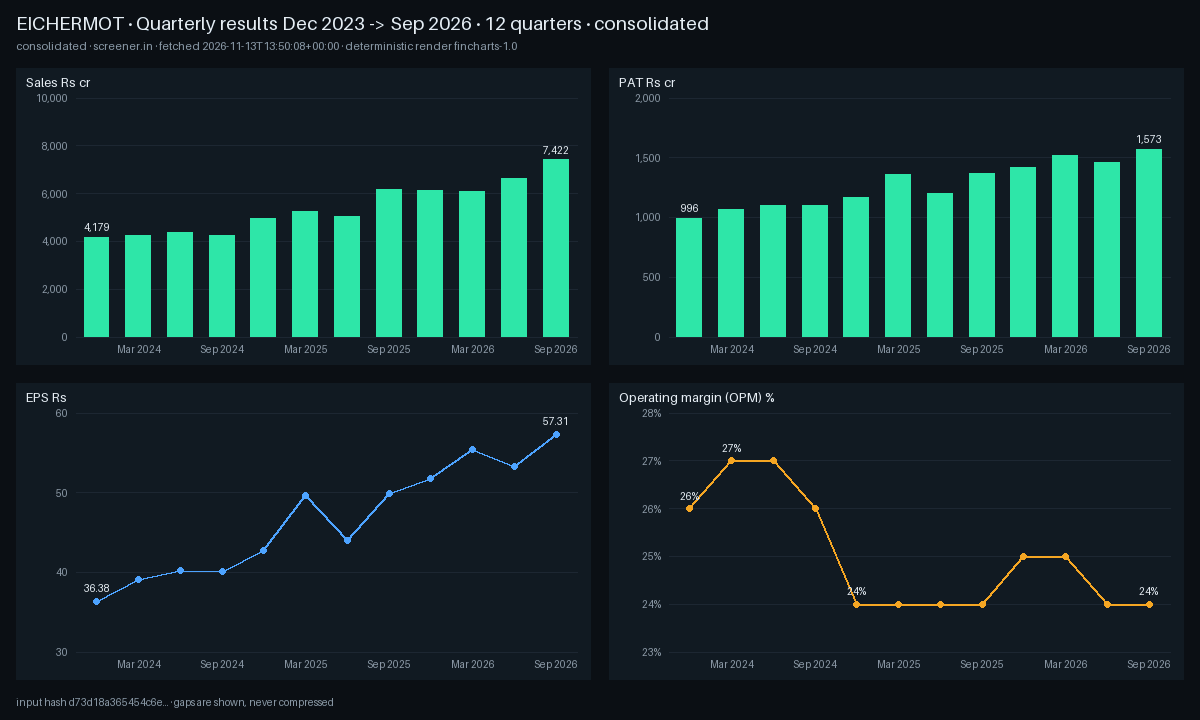 EICHERMOT · Quarterly results Dec 2023 -> Sep 2026 · 12 quarters · consolidated
consolidated · screener.in · fetched 2026-11-13T13:50:08+00:00 · deterministic render fincharts-1.0
Sales Rs cr
10,000
8,000
6,000
4,000
2,000
0
4,179
7,422
Mar 2024
Sep 2024
Mar 2025
Sep 2025
Mar 2026
Sep 2026
PAT Rs cr
2,000
1,500
1,000
500
0
996
1,573
Mar 2024
Sep 2024
Mar 2025
Sep 2025
Mar 2026
Sep 2026
EPS Rs
60
50
40
30
36.38
57.31
Mar 2024
Sep 2024
Mar 2025
Sep 2025
Mar 2026
Sep 2026
Operating margin (OPM) %
28%
27%
26%
25%
24%
23%
26%
27%
24%
24%
Mar 2024
Sep 2024
Mar 2025
Sep 2025
Mar 2026
Sep 2026
input hash d73d18a365454c6e… · gaps are shown, never compressed